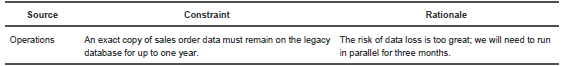 Source Constraint Rationale
Operations An exact copy of sales order data must remain on the legacy The risk of data loss is too great; we will need to run
database for up to one year. in parallel for three months.